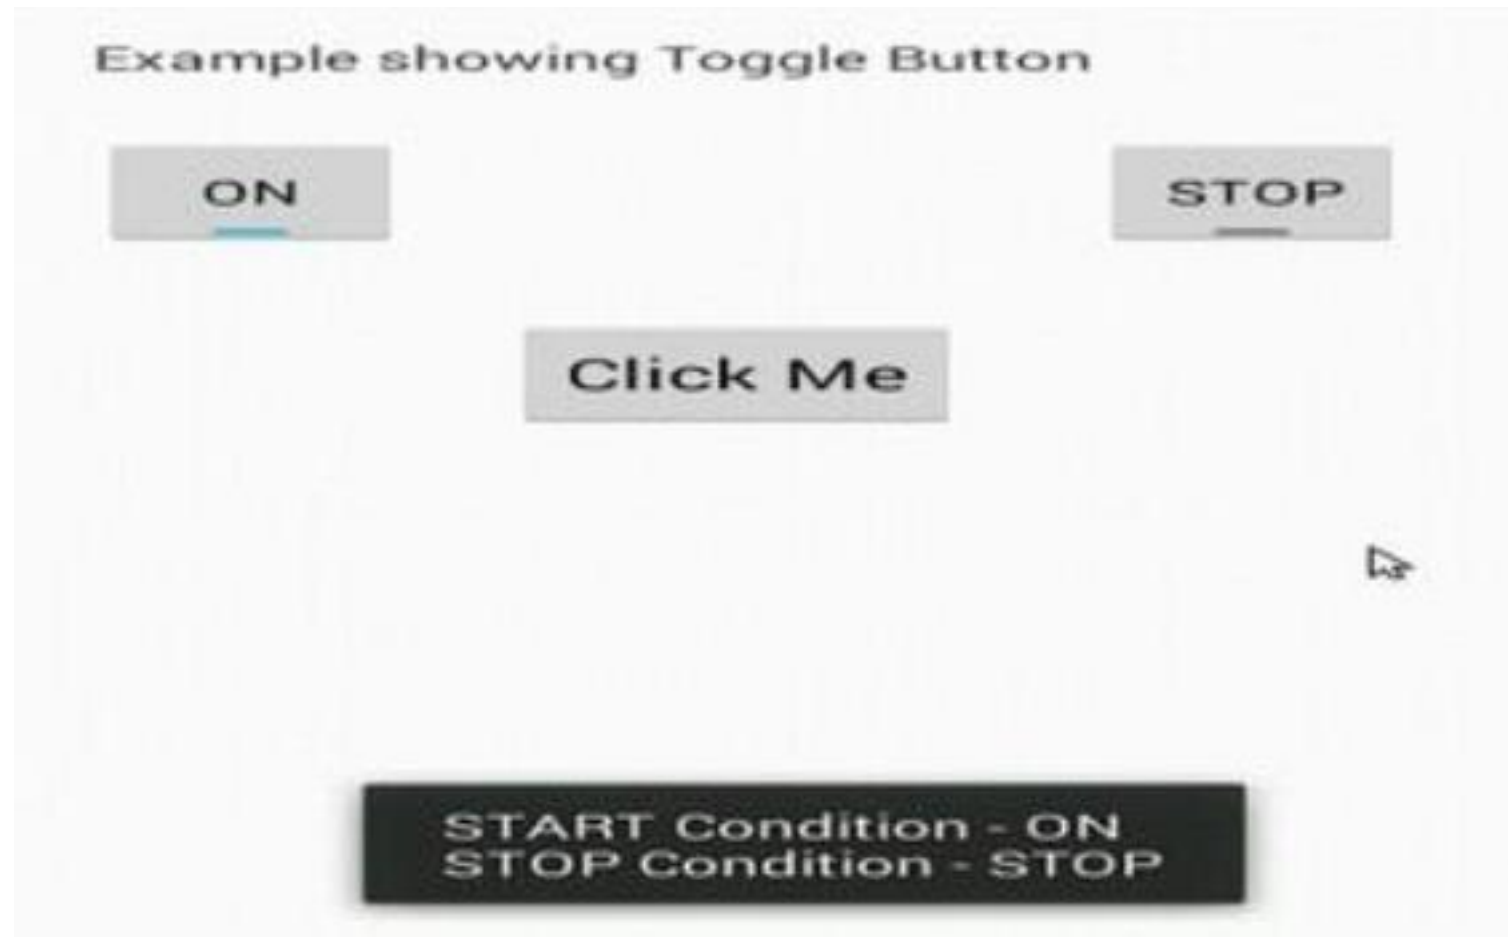 Example showing Toggle Button
ON
STOP
Click Me
START Condition - ON
STOP Condition - STOP